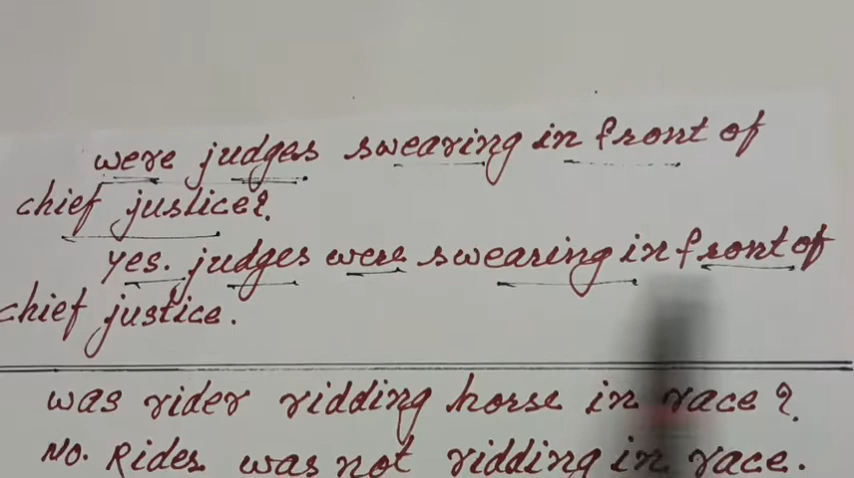 were judges swearing in front of
chief justice?
yes. judges were swearing in front of
chief justice.
was rider ridding horse in race?
No. Rider was not ridding in race.